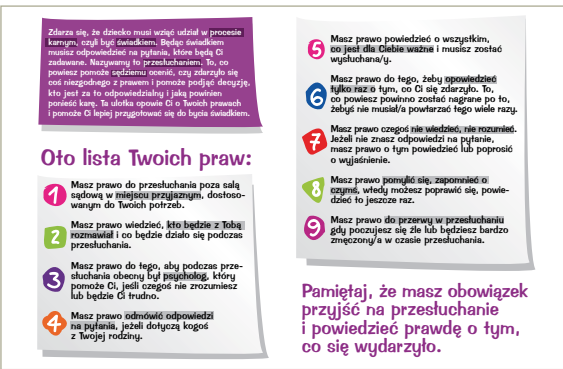 Zdarza się, że dziecko musi wziąć udział w procesie
karnym, czyli być świadkiem. Będąc świadkiem
musisz odpowiedzieć na pytania, które będą Ci
zadawane. Nazywamy to przesłuchaniem. To, co
powiesz pomoże sędziemu ocenić, czy zdarzyło się
coś niezgodnego z prawem i pomoże podjąć decyzję,
kto jest za to odpowiedzialny i jaką powinien
ponieść karę. Ta ulotka opowie Ci o Twoich prawach
i pomoże Ci lepiej przygotować się do bycia świadkiem.
Oto lista Twoich praw:
1 Masz prawo do przesłuchania poza salą
sądową w miejscu przyjaznym, dostoso-
wanym do Twoich potrzeb.
2 Masz prawo wiedzieć, kto będzie z Tobą
rozmawiał i co będzie działo się podczas
przesłuchania.
3 Masz prawo do tego, aby podczas prze-
słuchania obecny był psycholog, który
pomoże Ci, jeśli czegoś nie zrozumiesz
lub będzie Ci trudno.
4 Masz prawo odmówić odpowiedzi
na pytania, jeżeli dotyczą kogoś
z Twojej rodziny.
5 Masz prawo powiedzieć o wszystkim,
co jest dla Ciebie ważne i musisz zostać
wysłuchana/y.
6 Masz prawo do tego, żeby opowiedzieć
tylko raz o tym, co Ci się zdarzyło. To,
co powiesz powinno zostać nagrane po to,
żebyś nie musiał/a powtarzać tego wiele razy.
7 Masz prawo czegoś nie wiedzieć, nie rozumieć.
Jeżeli nie znasz odpowiedzi na pytanie,
masz prawo o tym powiedzieć lub poprosić
o wyjaśnienie.
8 Masz prawo pomylić się, zapomnieć o
czymś, wtedy możesz poprawić się, powie-
dzieć to jeszcze raz.
9 Masz prawo do przerwy w przesłuchaniu
gdy poczujesz się źle lub będziesz bardzo
zmęczony/a w czasie przesłuchania.
Pamiętaj, że masz obowiązek
przyjść na przesłuchanie
i powiedzieć prawdę o tym,
co się wydarzyło.